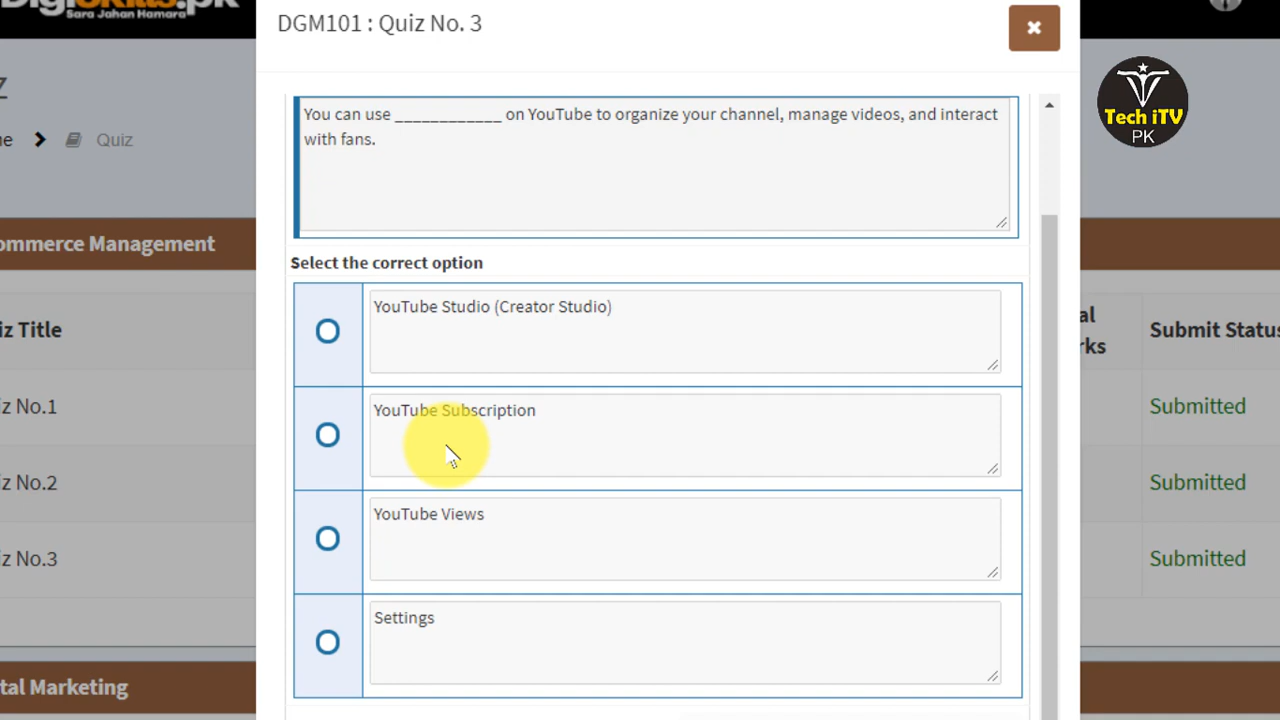 DigiSkills.pk
Sara Jahan Hamara
DGM101 : Quiz No. 3
Tech iTV
PK
Quiz
You can use ____________ on YouTube to organize your channel, manage videos, and interact
with fans.
ommerce Management
Select the correct option
YouTube Studio (Creator Studio)
YouTube Subscription
YouTube Views
Settings
iz Title
al
rks
Submit Status
iz No.1
Submitted
iz No.2
Submitted
iz No.3
Submitted
tal Marketing